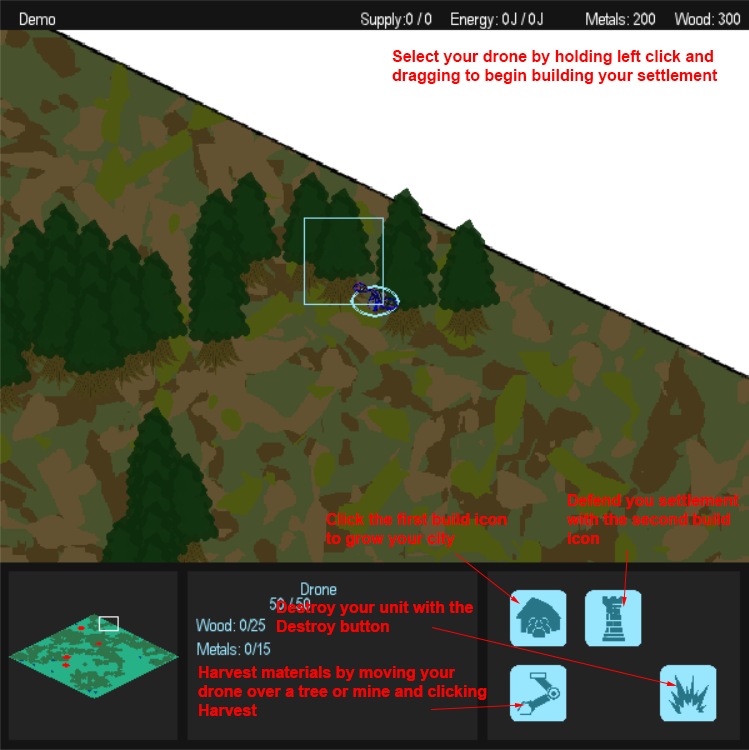 Demo
Supply:0 / 0
Energy: 0J / 0J
Metals: 200
Wood: 300
Select your drone by holding left click and
dragging to begin building your settlement
Click the first build icon
to grow your city
Defend you settlement
with the second build
icon
Drone
50 / 50
Destroy your unit with the
Destroy button
Wood: 0/25
Metals: 0/15
Harvest materials by moving your
drone over a tree or mine and clicking
Harvest